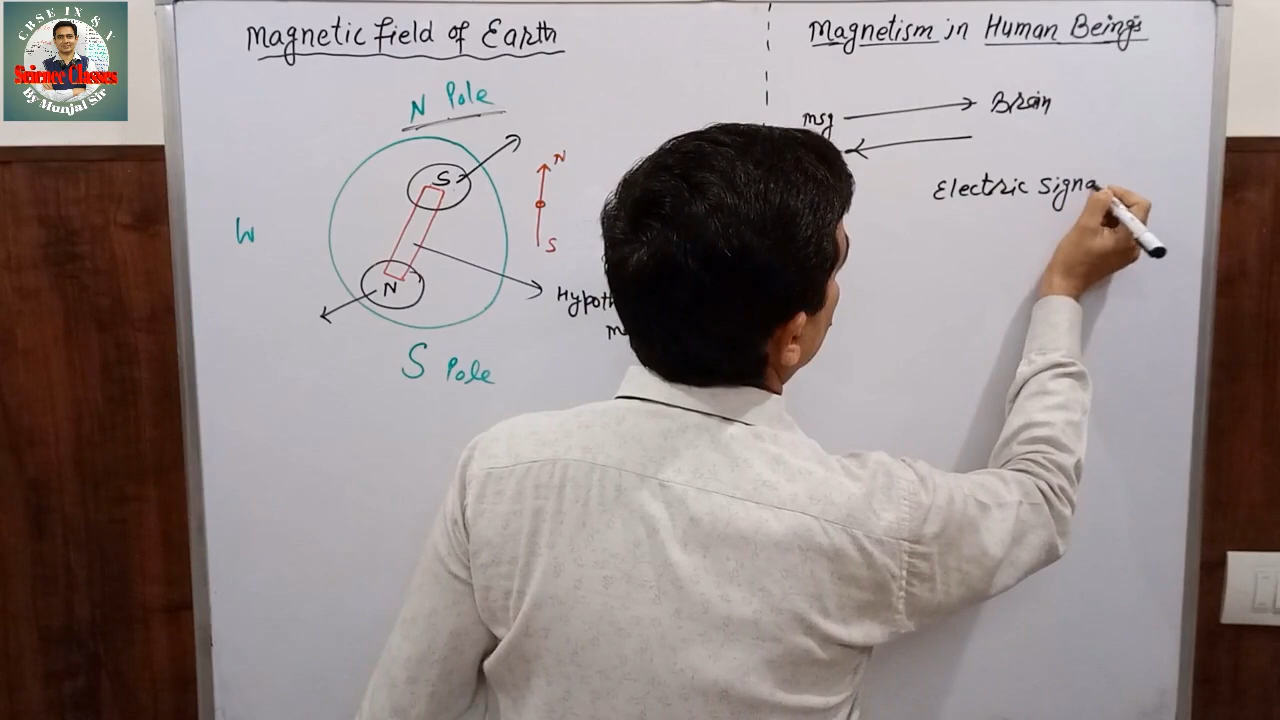 CBSE IX & X
Science Classes
By Munjal Sir
Magnetic field of Earth
N Pole
S
N
W
N
S
Hypoth
m
S Pole
Magnetism in Human Beings
msg
Brain
Electric signa